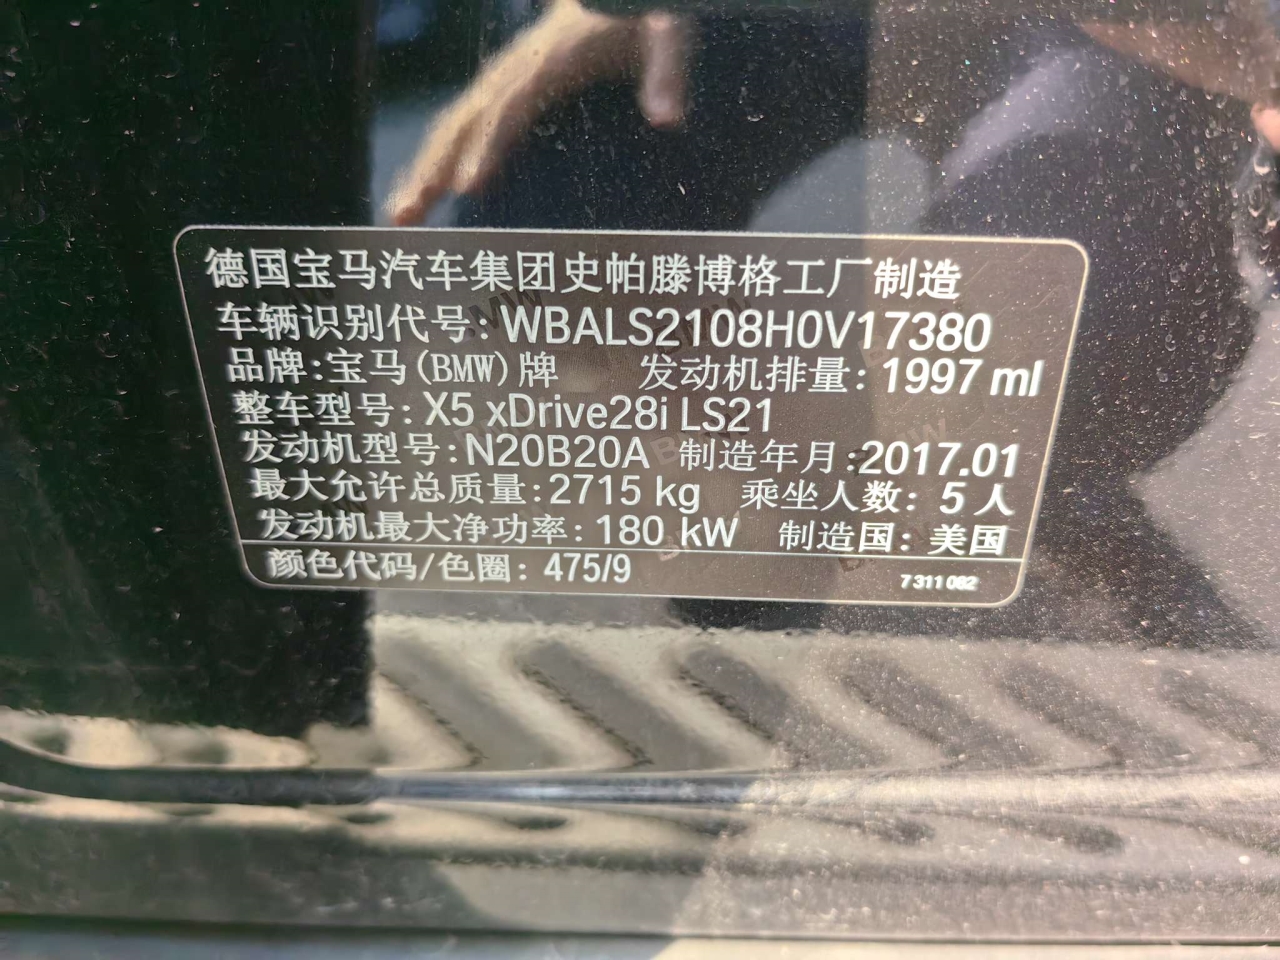 德国宝马汽车集团史帕滕博格工厂制造
车辆识别代号:WBALS2108H0V17380
品牌:宝马(BMW)牌 发动机排量:1997 ml
整车型号:X5 xDrive28i LS21
发动机型号:N20B20A 制造年月:2017.01
最大允许总质量:2715 kg 乘坐人数:5人
发动机最大净功率:180 kW 制造国:美国
颜色代码/色圈:475/9 7311082